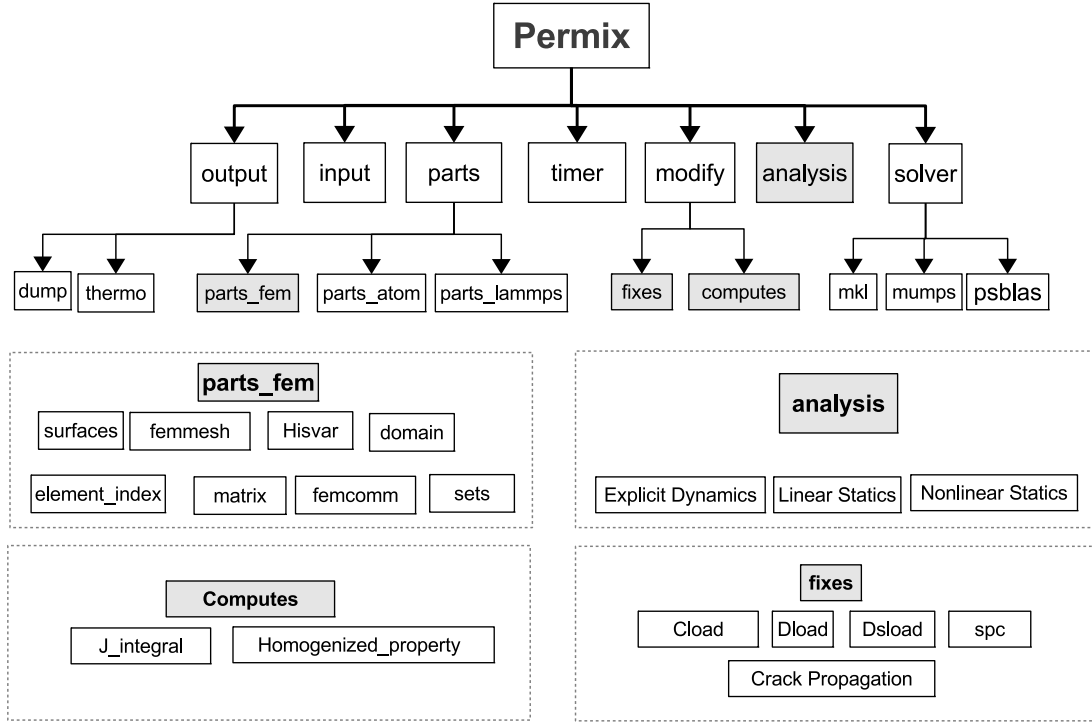 Permix
output input parts timer modify analysis solver
dump thermo parts_fem parts_atom parts_lammps fixes computes mkl mumps psblas
parts_fem
surfaces femmesh Hisvar domain
element_index matrix femcomm sets
analysis
Explicit Dynamics Linear Statics Nonlinear Statics
Computes
J_integral Homogenized_property
fixes
Cload Dload Dsload spc
Crack Propagation